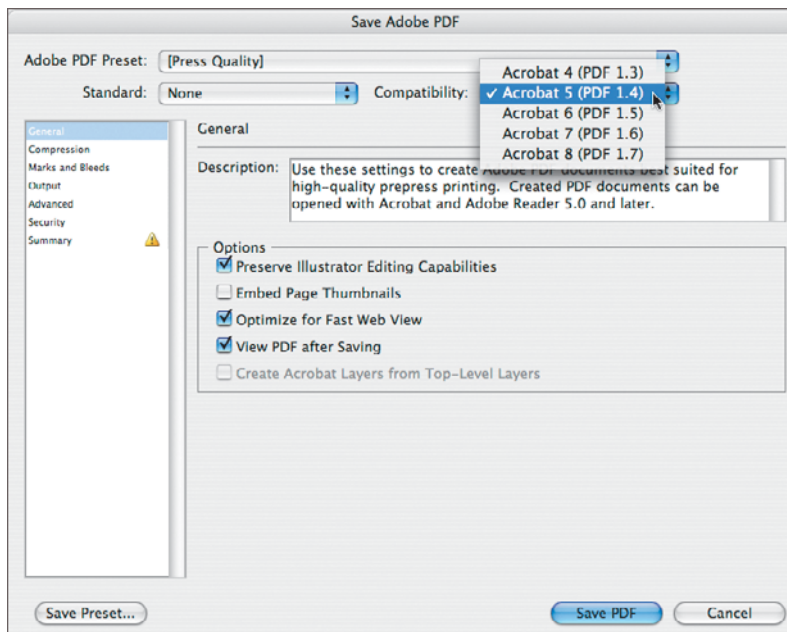 Save Adobe PDF
Adobe PDF Preset: [Press Quality]
Standard: None Compatibility:
Acrobat 4 (PDF 1.3)
✓ Acrobat 5 (PDF 1.4)
Acrobat 6 (PDF 1.5)
Acrobat 7 (PDF 1.6)
Acrobat 8 (PDF 1.7)
General
Compression
Marks and Bleeds
Output
Advanced
Security
Summary
General
Description: Use these settings to create Adobe PDF documents best suited for
high-quality prepress printing. Created PDF documents can be
opened with Acrobat and Adobe Reader 5.0 and later.
Options
Preserve Illustrator Editing Capabilities
Embed Page Thumbnails
Optimize for Fast Web View
View PDF after Saving
Create Acrobat Layers from Top-Level Layers
Save Preset... Save PDF Cancel